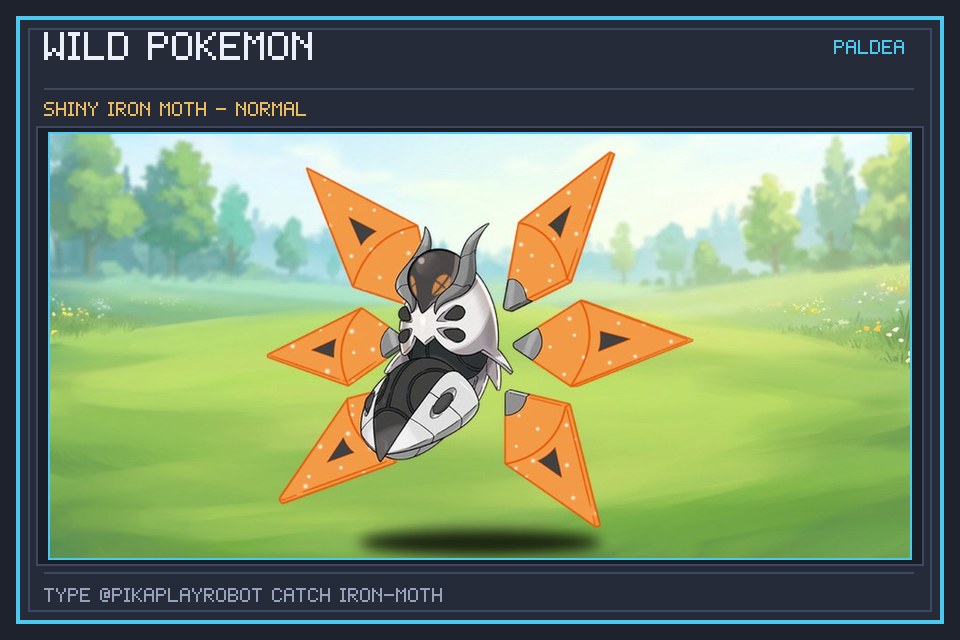 WILD POKEMON
PALDEA
SHINY IRON MOTH - NORMAL
TYPE @PIKAPLAYROBOT CATCH IRON-MOTH